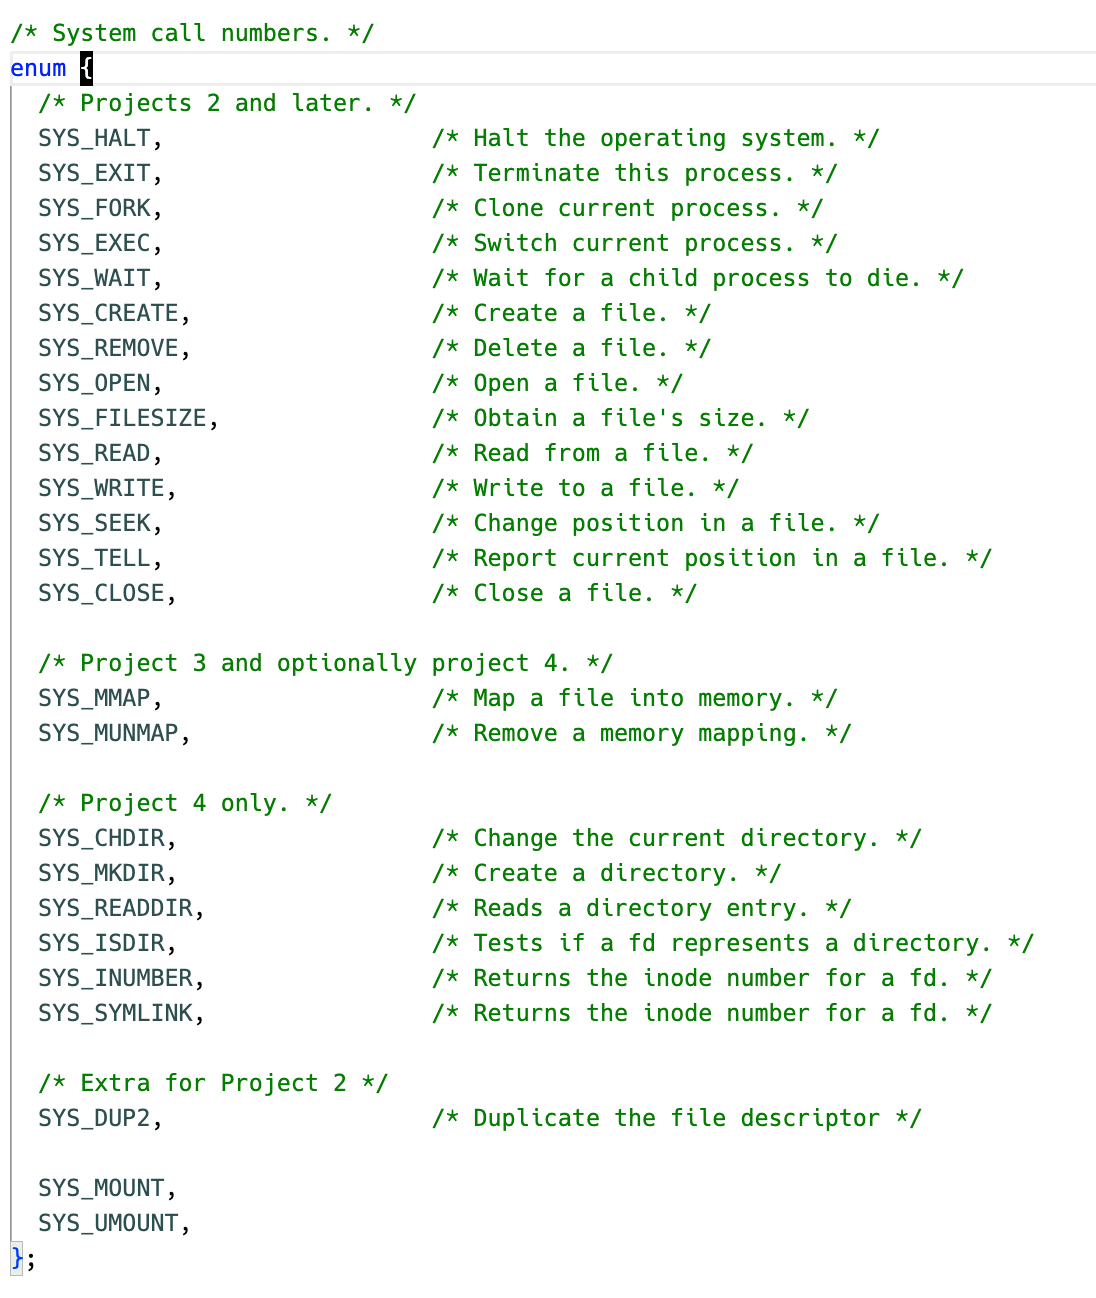 /* System call numbers. */
enum {
/* Projects 2 and later. */
SYS_HALT, /* Halt the operating system. */
SYS_EXIT, /* Terminate this process. */
SYS_FORK, /* Clone current process. */
SYS_EXEC, /* Switch current process. */
SYS_WAIT, /* Wait for a child process to die. */
SYS_CREATE, /* Create a file. */
SYS_REMOVE, /* Delete a file. */
SYS_OPEN, /* Open a file. */
SYS_FILESIZE, /* Obtain a file's size. */
SYS_READ, /* Read from a file. */
SYS_WRITE, /* Write to a file. */
SYS_SEEK, /* Change position in a file. */
SYS_TELL, /* Report current position in a file. */
SYS_CLOSE, /* Close a file. */
/* Project 3 and optionally project 4. */
SYS_MMAP, /* Map a file into memory. */
SYS_MUNMAP, /* Remove a memory mapping. */
/* Project 4 only. */
SYS_CHDIR, /* Change the current directory. */
SYS_MKDIR, /* Create a directory. */
SYS_READDIR, /* Reads a directory entry. */
SYS_ISDIR, /* Tests if a fd represents a directory. */
SYS_INUMBER, /* Returns the inode number for a fd. */
SYS_SYMLINK, /* Returns the inode number for a fd. */
/* Extra for Project 2 */
SYS_DUP2, /* Duplicate the file descriptor */
SYS_MOUNT,
SYS_UMOUNT,
};